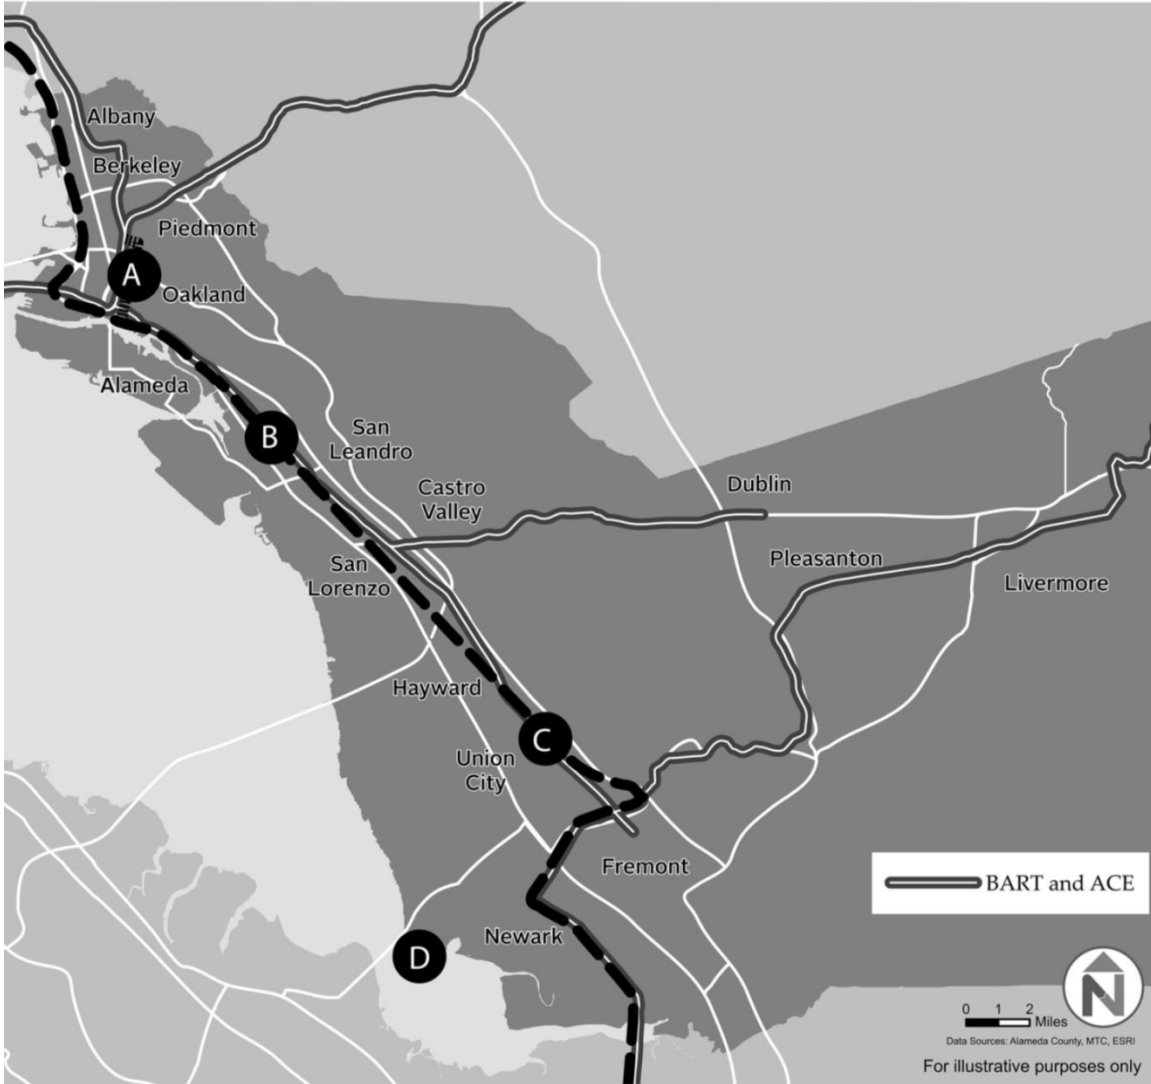 Albany
Berkeley
Piedmont
A
Oakland
Alameda
B
San
Leandro
Castro
Valley
Dublin
San
Lorenzo
Pleasanton
Livermore
Hayward
C
Union
City
Fremont
BART and ACE
Newark
D
N
0 1 2
Miles
Data Sources: Alameda County, MTC, ESRI
For illustrative purposes only